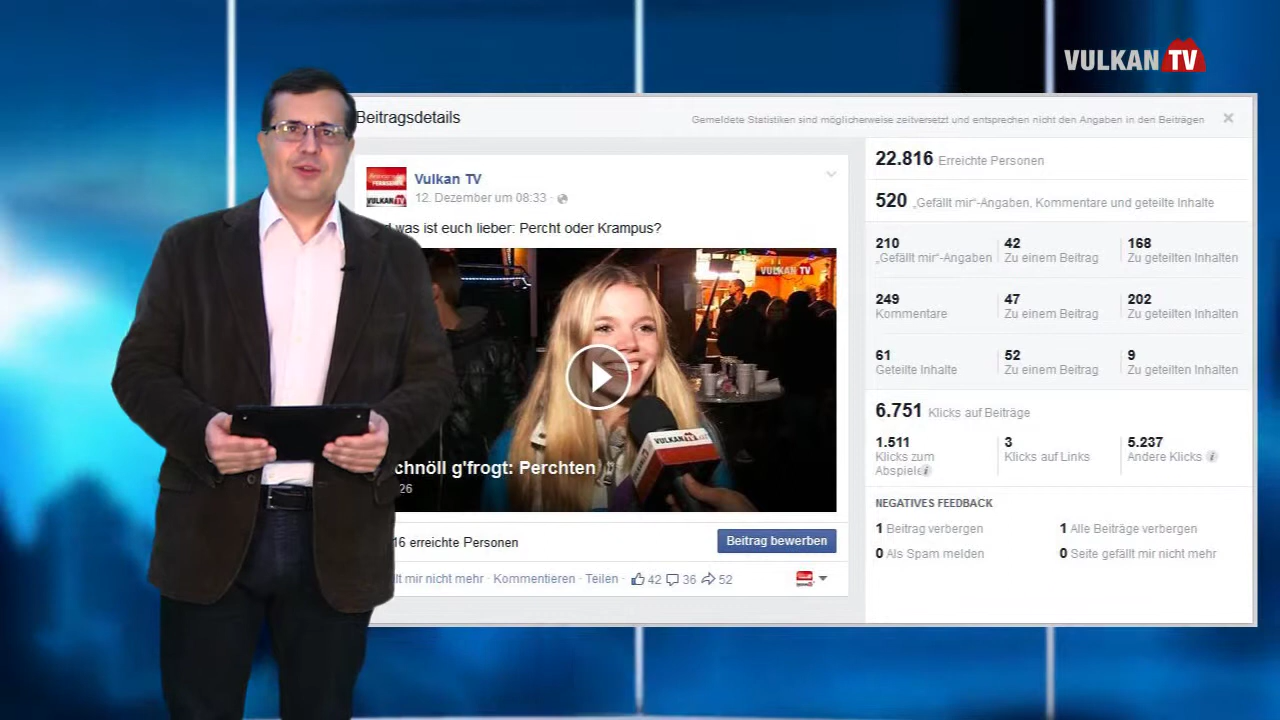 VULKAN TV
Beitragsdetails
Gemeldete Statistiken sind möglicherweise zeitversetzt und entsprechen nicht den Angaben in den Beiträgen
Vulkan TV
12. Dezember um 08:33
was ist euch lieber: Percht oder Krampus?
VULKAN TV
VULKAN TV
VULKAN TV
chnöll g'frogt: Perchten
26
16 erreichte Personen
Beitrag bewerben
mir nicht mehr · Kommentieren · Teilen · 42 36 52
22.816 Erreichte Personen
520 „Gefällt mir“-Angaben, Kommentare und geteilte Inhalte
210 42 168
„Gefällt mir“-Angaben Zu einem Beitrag Zu geteilten Inhalten
249 47 202
Kommentare Zu einem Beitrag Zu geteilten Inhalten
61 52 9
Geteilte Inhalte Zu einem Beitrag Zu geteilten Inhalten
6.751 Klicks auf Beiträge
1.511 3 5.237
Klicks zum Klicks auf Links Andere Klicks
Abspiele
NEGATIVES FEEDBACK
1 Beitrag verbergen 1 Alle Beiträge verbergen
0 Als Spam melden 0 Seite gefällt mir nicht mehr